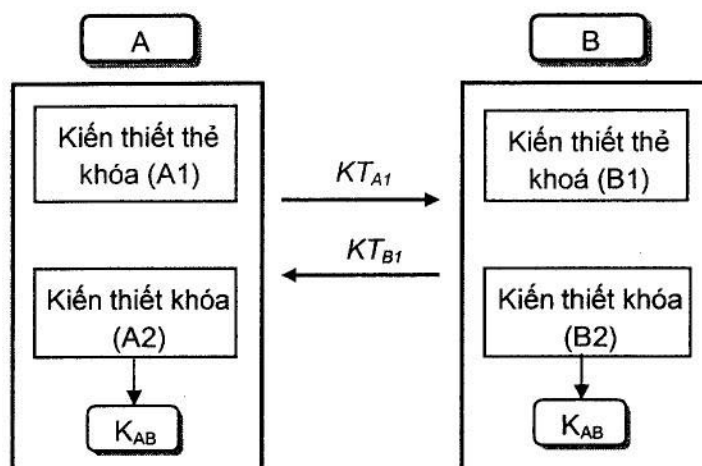 A
B
Kiến thiết thẻ
khóa (A1)
Kiến thiết thẻ
khoá (B1)
KT_A1
KT_B1
Kiến thiết khóa
(A2)
Kiến thiết khóa
(B2)
K_AB
K_AB